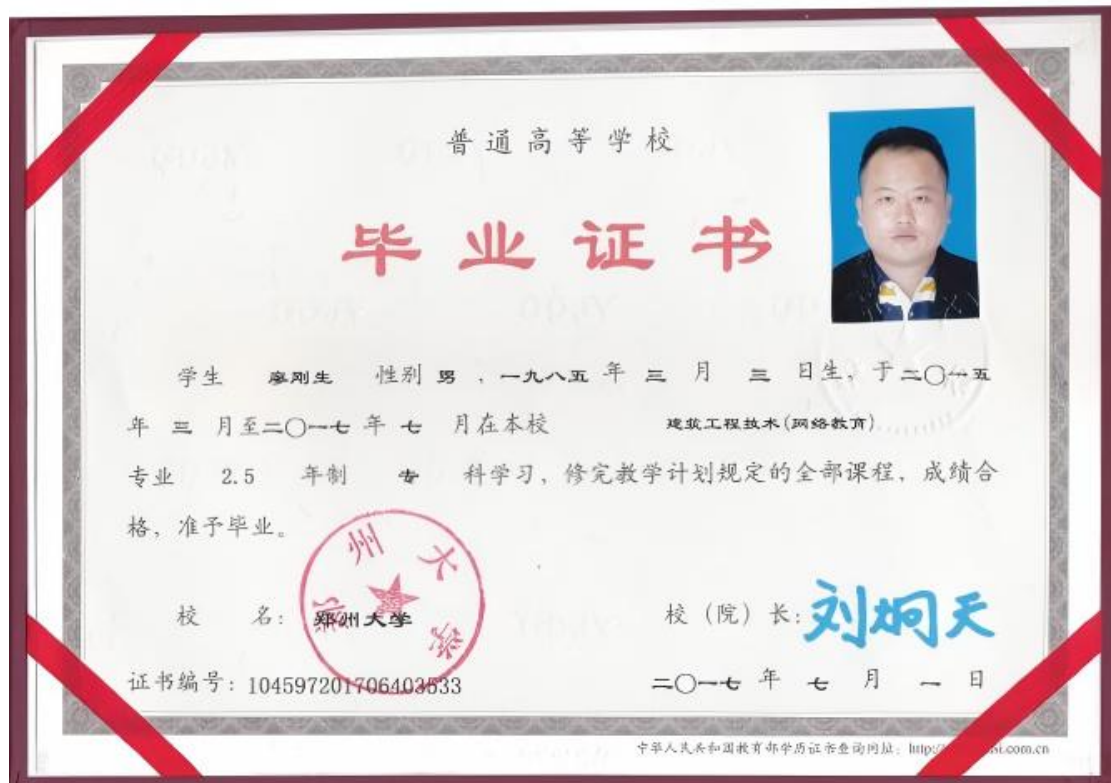 普通高等学校
毕业证书
学生 廖刚生 性别 男 ，一九八五 年 三 月 三 日生，于二〇一五
年 三 月至二〇一七 年 七 月在本校 建筑工程技术(网络教育)
专业 2.5 年制 专 科学习，修完教学计划规定的全部课程，成绩合
格，准予毕业。
郑州大学
校 名：郑州大学 校（院）长：刘炯天
证书编号：104597201706403533 二〇一七 年 七 月 一 日
中华人民共和国教育部学历证书查询网址：